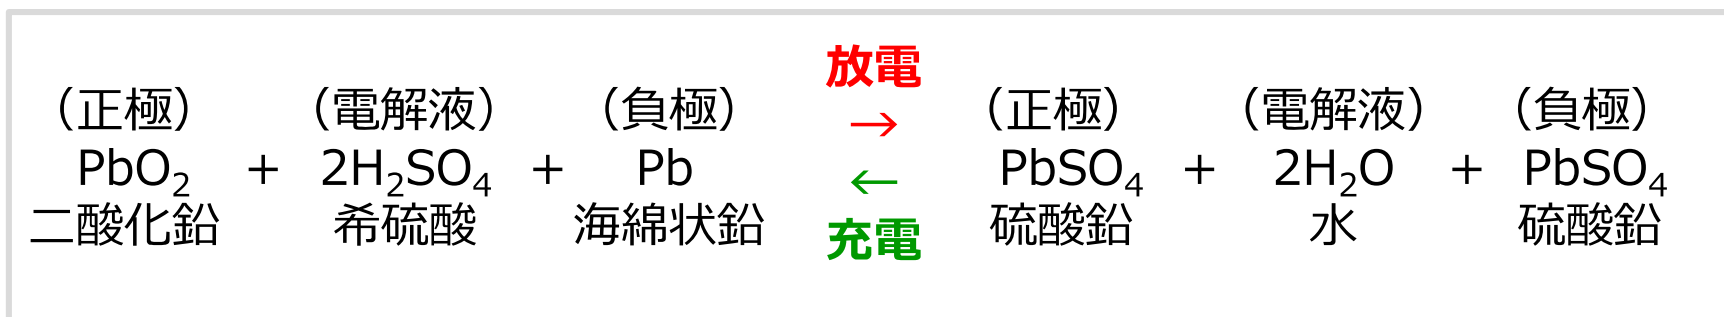 放電
(正極) (電解液) (負極) → (正極) (電解液) (負極)
PbO₂ + 2H₂SO₄ + Pb ← PbSO₄ + 2H₂O + PbSO₄
二酸化鉛 希硫酸 海綿状鉛 充電 硫酸鉛 水 硫酸鉛